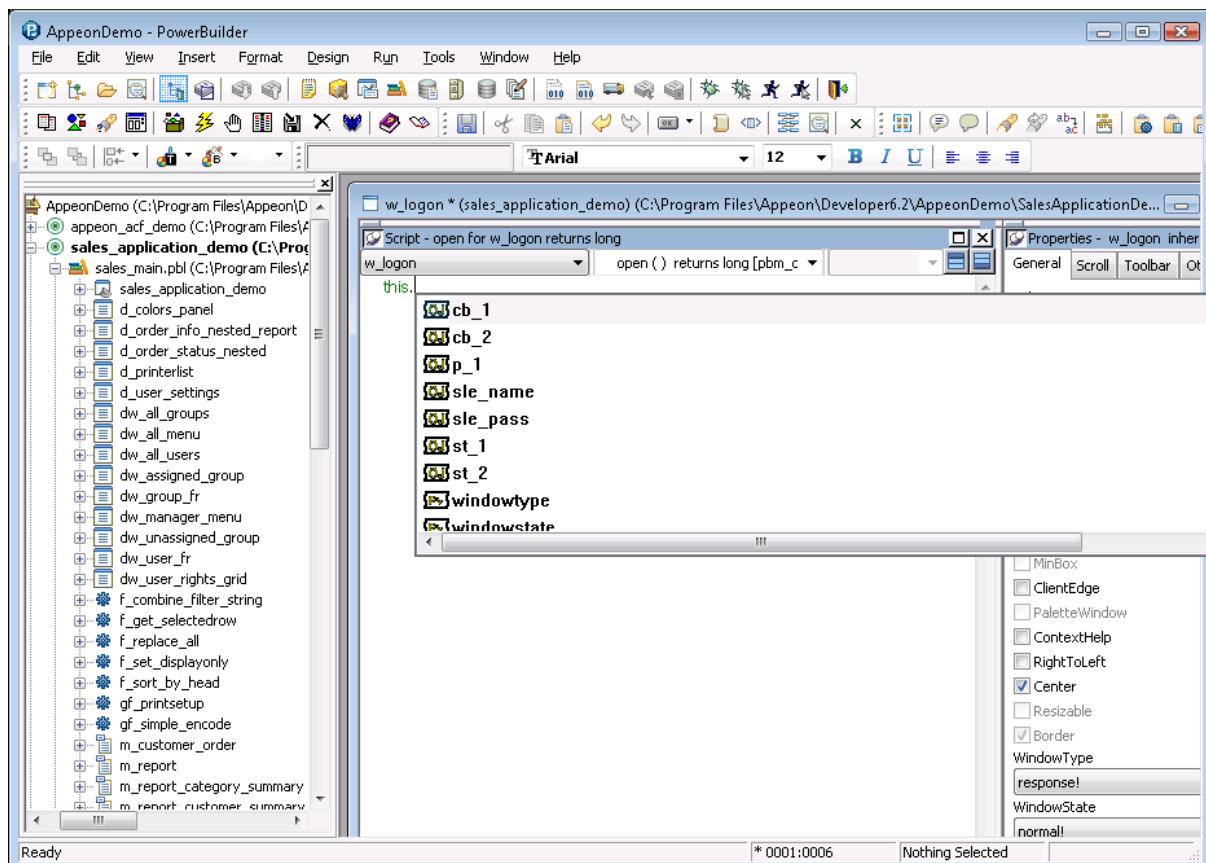 AppeonDemo - PowerBuilder
File Edit View Insert Format Design Run Tools Window Help
Arial 12 B I U
AppeonDemo (C:\Program Files\Appeon\D
appeon_acf_demo (C:\Program Files\A
sales_application_demo (C:\Prog
sales_main.pbl (C:\Program Files\A
sales_application_demo
d_colors_panel
d_order_info_nested_report
d_order_status_nested
d_printerlist
d_user_settings
dw_all_groups
dw_all_menu
dw_all_users
dw_assigned_group
dw_group_fr
dw_manager_menu
dw_unassigned_group
dw_user_fr
dw_user_rights_grid
f_combine_filter_string
f_get_selectedrow
f_replace_all
f_set_displayonly
f_sort_by_head
gf_printsetup
gf_simple_encode
m_customer_order
m_report
m_report_category_summary
m_report_customer_summary
w_logon * (sales_application_demo) (C:\Program Files\Appeon\Developer6.2\AppeonDemo\SalesApplicationDe...
Script - open for w_logon returns long
w_logon open ( ) returns long [pbm_c
this.
cb_1
cb_2
p_1
sle_name
sle_pass
st_1
st_2
windowtype
windowstate
Properties - w_logon inher
General Scroll Toolbar Ot
MinBox
ClientEdge
PaletteWindow
ContextHelp
RightToLeft
Center
Resizable
Border
WindowType
response!
WindowState
normal!
Ready * 0001:0006 Nothing Selected